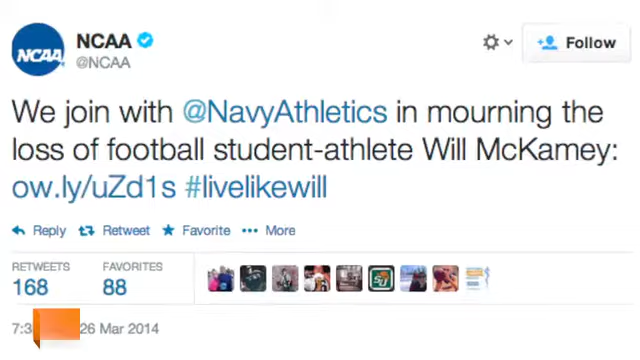 NCAA
NCAA
@NCAA
Follow
We join with @NavyAthletics in mourning the
loss of football student-athlete Will McKamey:
ow.ly/uZd1s #livelikewill
Reply Retweet Favorite ••• More
RETWEETS FAVORITES
168 88
26 Mar 2014